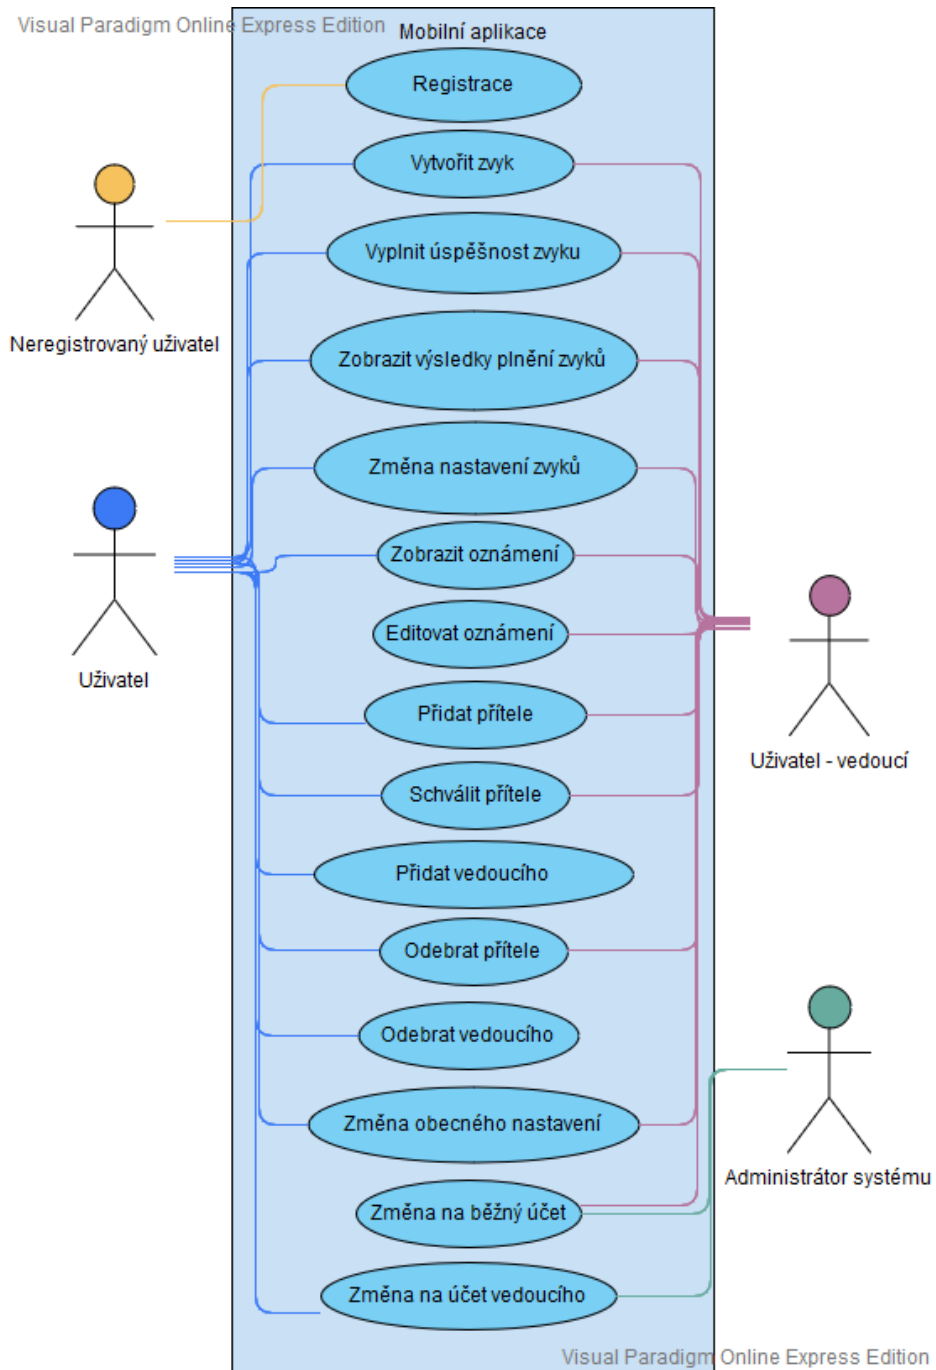 Visual Paradigm Online Express Edition
Mobilní aplikace
Registrace
Vytvořit zvyk
Vyplnit úspěšnost zvyku
Neregistrovaný uživatel
Zobrazit výsledky plnění zvyků
Změna nastavení zvyků
Zobrazit oznámení
Editovat oznámení
Uživatel
Přidat přítele
Uživatel - vedoucí
Schválit přítele
Přidat vedoucího
Odebrat přítele
Odebrat vedoucího
Změna obecného nastavení
Administrátor systému
Změna na běžný účet
Změna na účet vedoucího
Visual Paradigm Online Express Edition